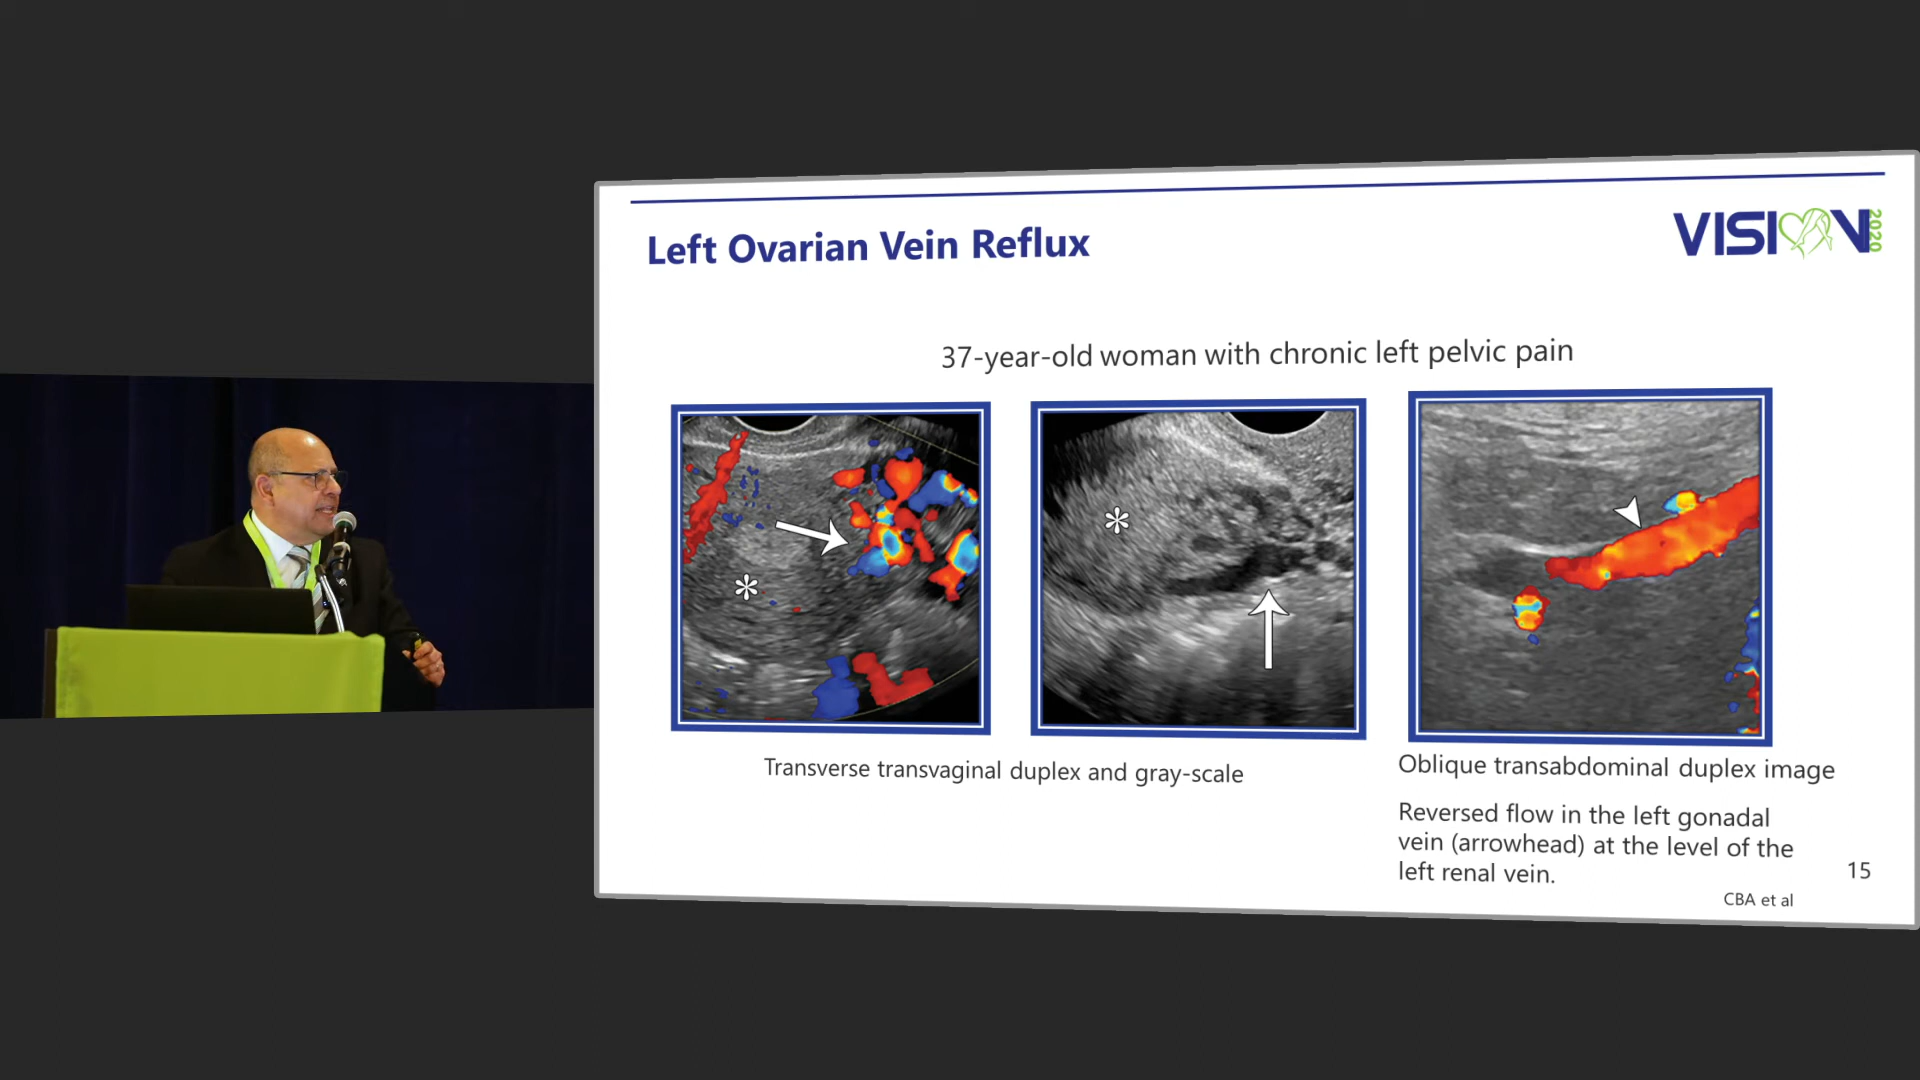 Left Ovarian Vein Reflux
VISION 2020
37-year-old woman with chronic left pelvic pain
*
*
Transverse transvaginal duplex and gray-scale
Oblique transabdominal duplex image
Reversed flow in the left gonadal
vein (arrowhead) at the level of the
left renal vein.
15
CBA et al